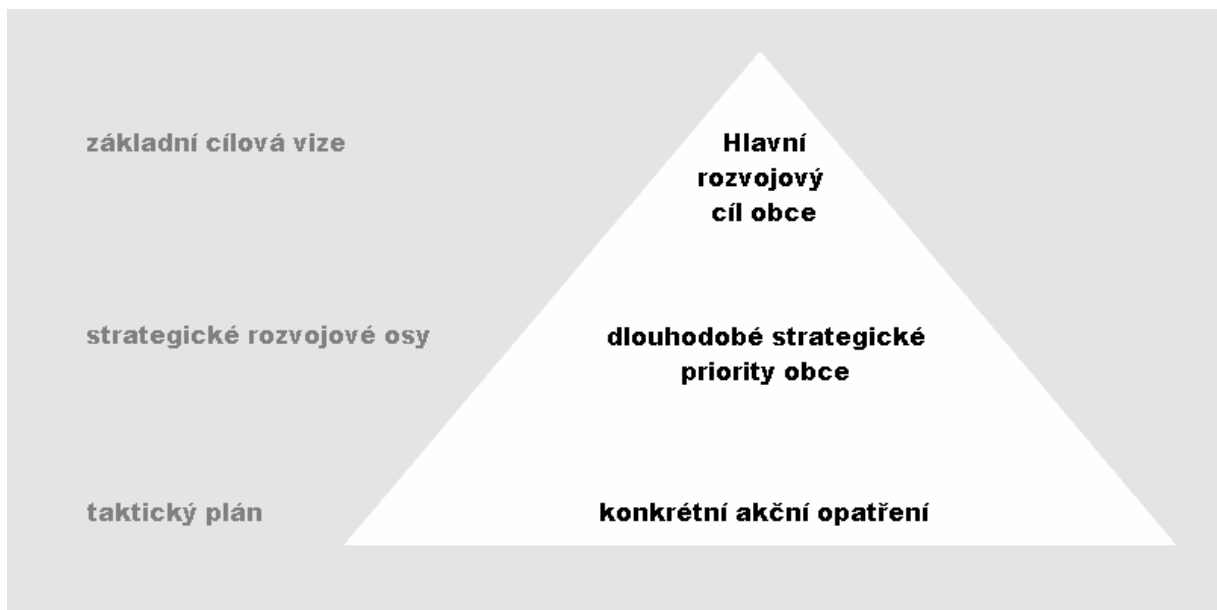 základní cílová vize
Hlavní
rozvojový
cíl obce
strategické rozvojové osy
dlouhodobé strategické
priority obce
taktický plán
konkrétní akční opatření